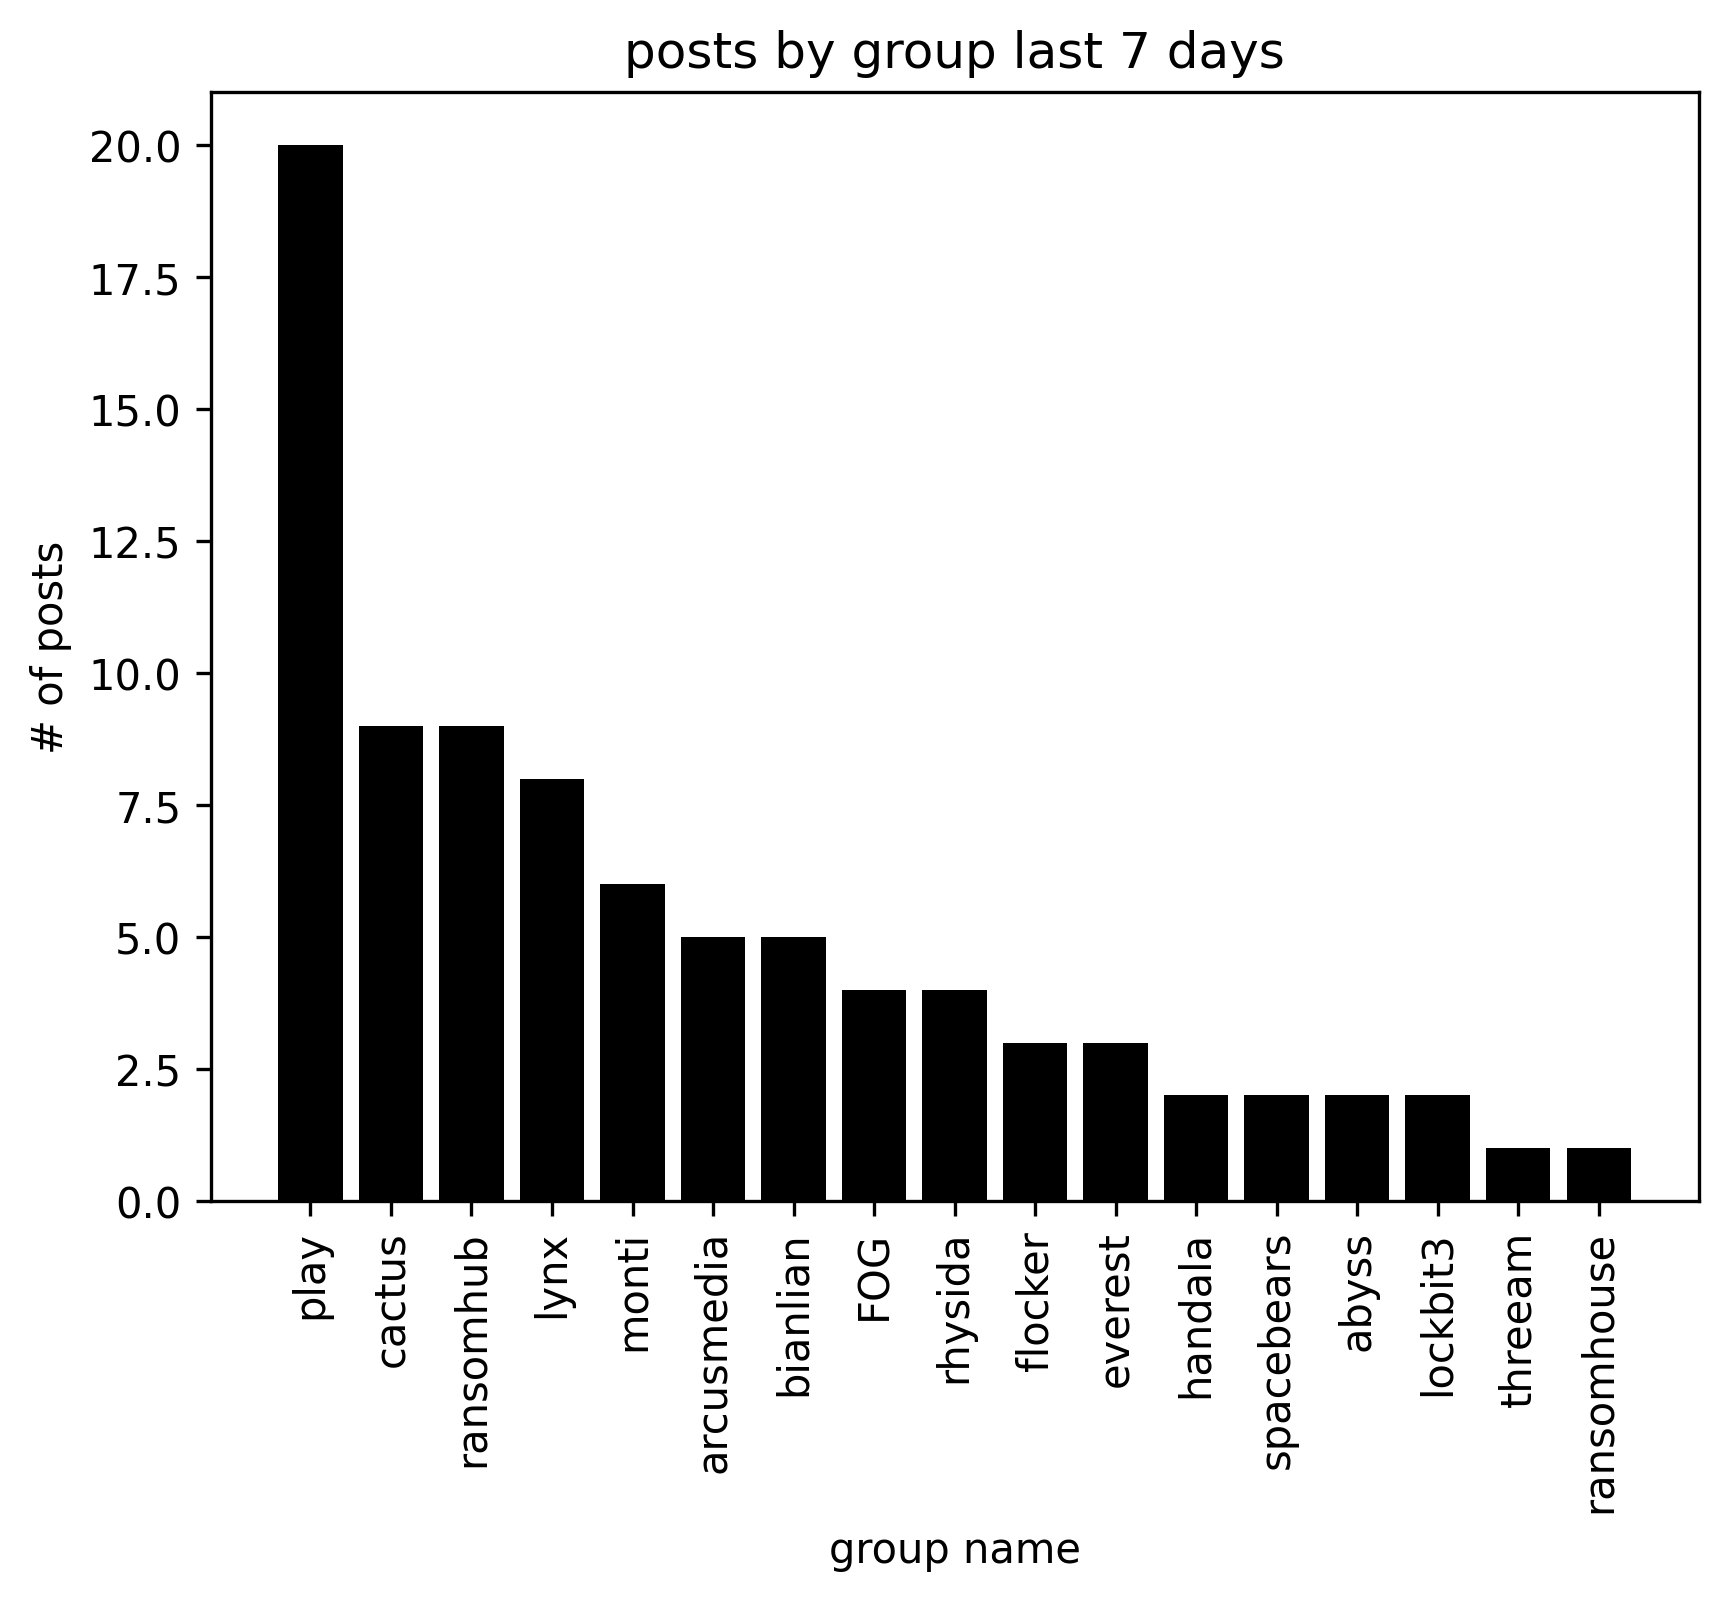 posts by group last 7 days
20.0
17.5
15.0
12.5
10.0
7.5
5.0
2.5
0.0
# of posts
play
cactus
ransomhub
lynx
monti
arcusmedia
bianlian
FOG
rhysida
flocker
everest
handala
spacebears
abyss
lockbit3
threeam
ransomhouse
group name